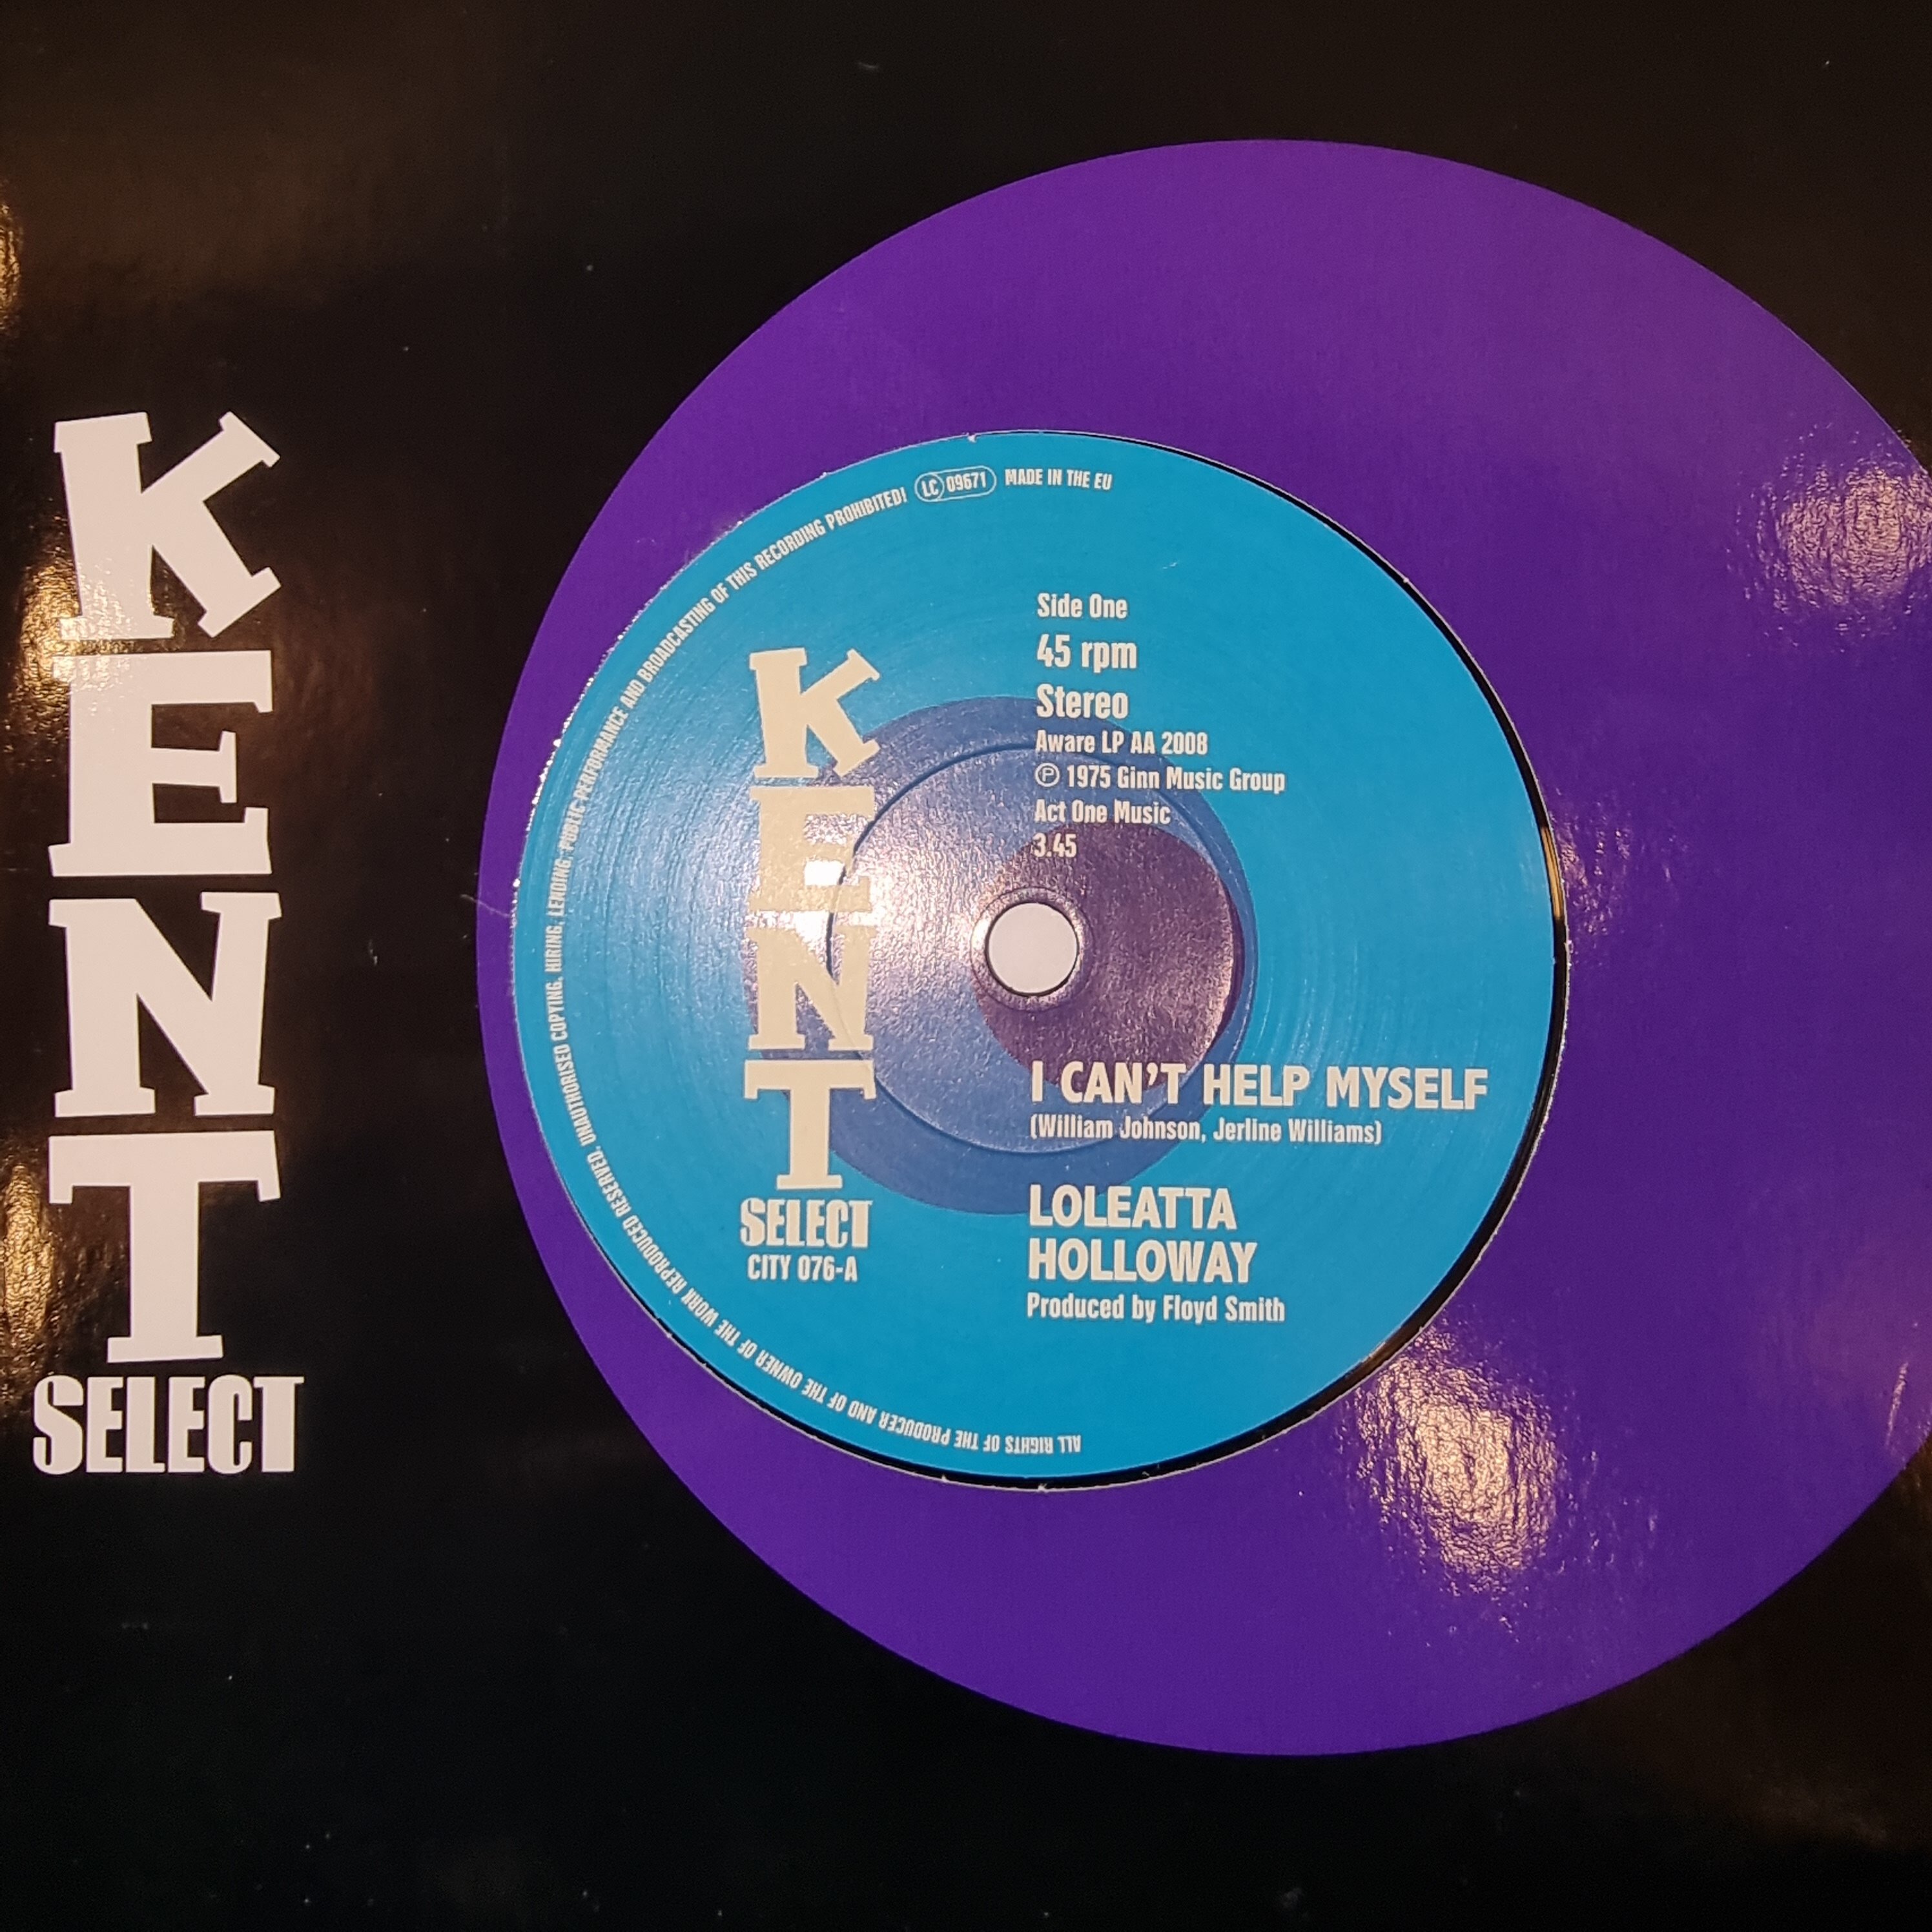 KENT
SELECT
ALL RIGHTS OF THE PRODUCER AND OF THE OWNER OF THE WORK REPRODUCED RESERVED. UNAUTHORISED COPYING, HIRING, LENDING, PUBLIC PERFORMANCE AND BROADCASTING OF THIS RECORDING PROHIBITED! LC 09671 MADE IN THE EU
KENT
SELECT
CITY 076-A
Side One
45 rpm
Stereo
Aware LP AA 2008
℗ 1975 Ginn Music Group
Act One Music
3.45
I CAN'T HELP MYSELF
(William Johnson, Jerline Williams)
LOLEATTA
HOLLOWAY
Produced by Floyd Smith